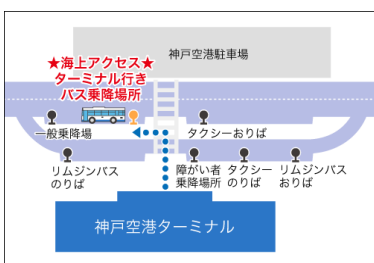 神戸空港駐車場
★海上アクセス★
ターミナル行き
バス乗降場所
一般乗降場
タクシーおりば
リムジンバス
のりば
障がい者
乗降場所
タクシー
のりば
リムジンバス
おりば
神戸空港ターミナル